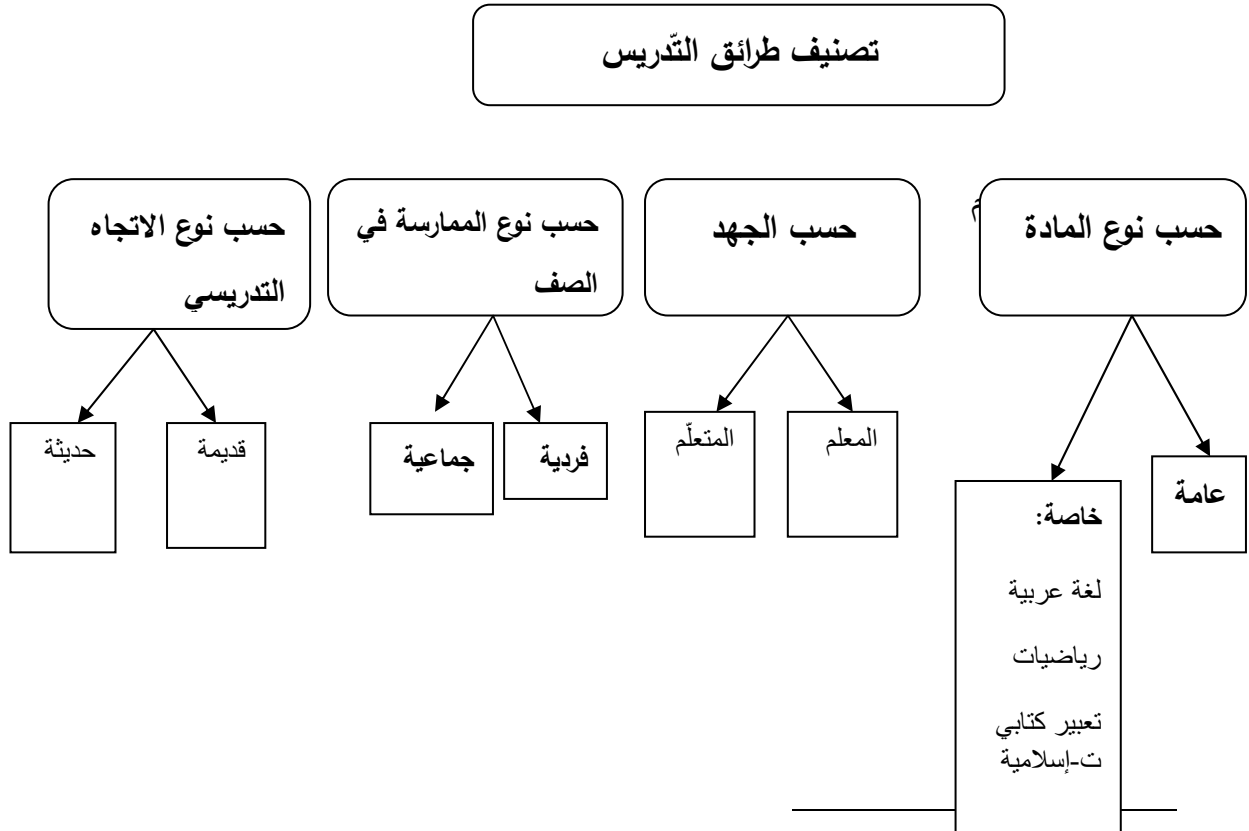 تصنيف طرائق التّدريس
حسب نوع المادة
حسب الجهد
حسب نوع الممارسة في
الصف
حسب نوع الاتجاه
التدريسي
عامة
خاصة:
لغة عربية
رياضيات
تعبير كتابي
ت-إسلامية
المعلم
المتعلّم
فردية
جماعية
قديمة
حديثة